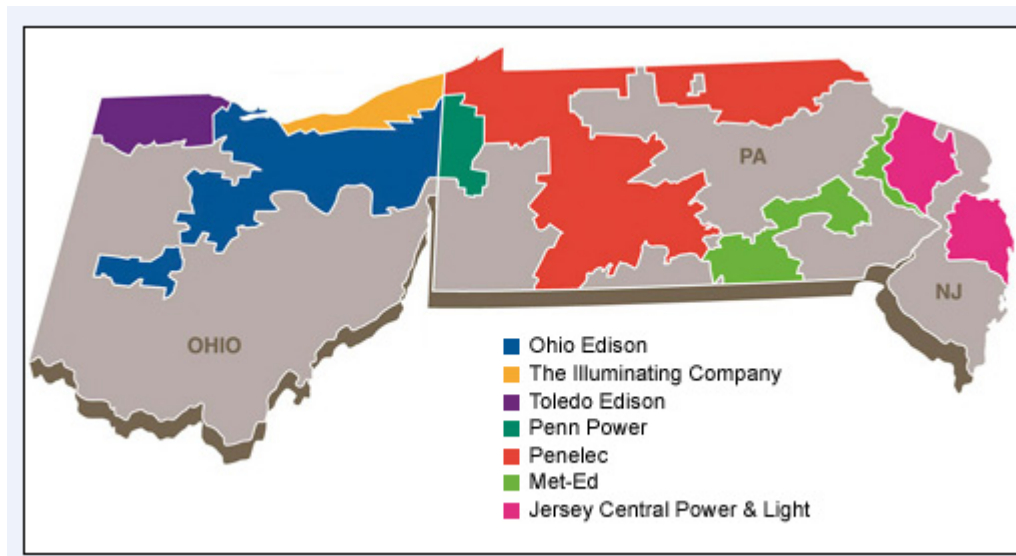 PA
NJ
OHIO
Ohio Edison
The Illuminating Company
Toledo Edison
Penn Power
Penelec
Met-Ed
Jersey Central Power & Light